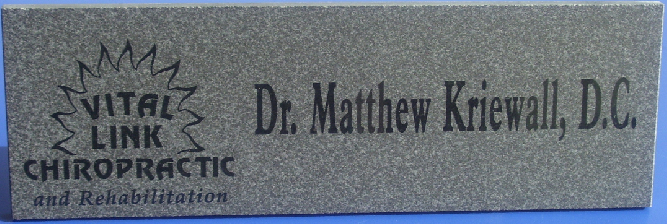 VITAL
LINK
CHIROPRACTIC
and Rehabilitation
Dr. Matthew Kriewall, D.C.